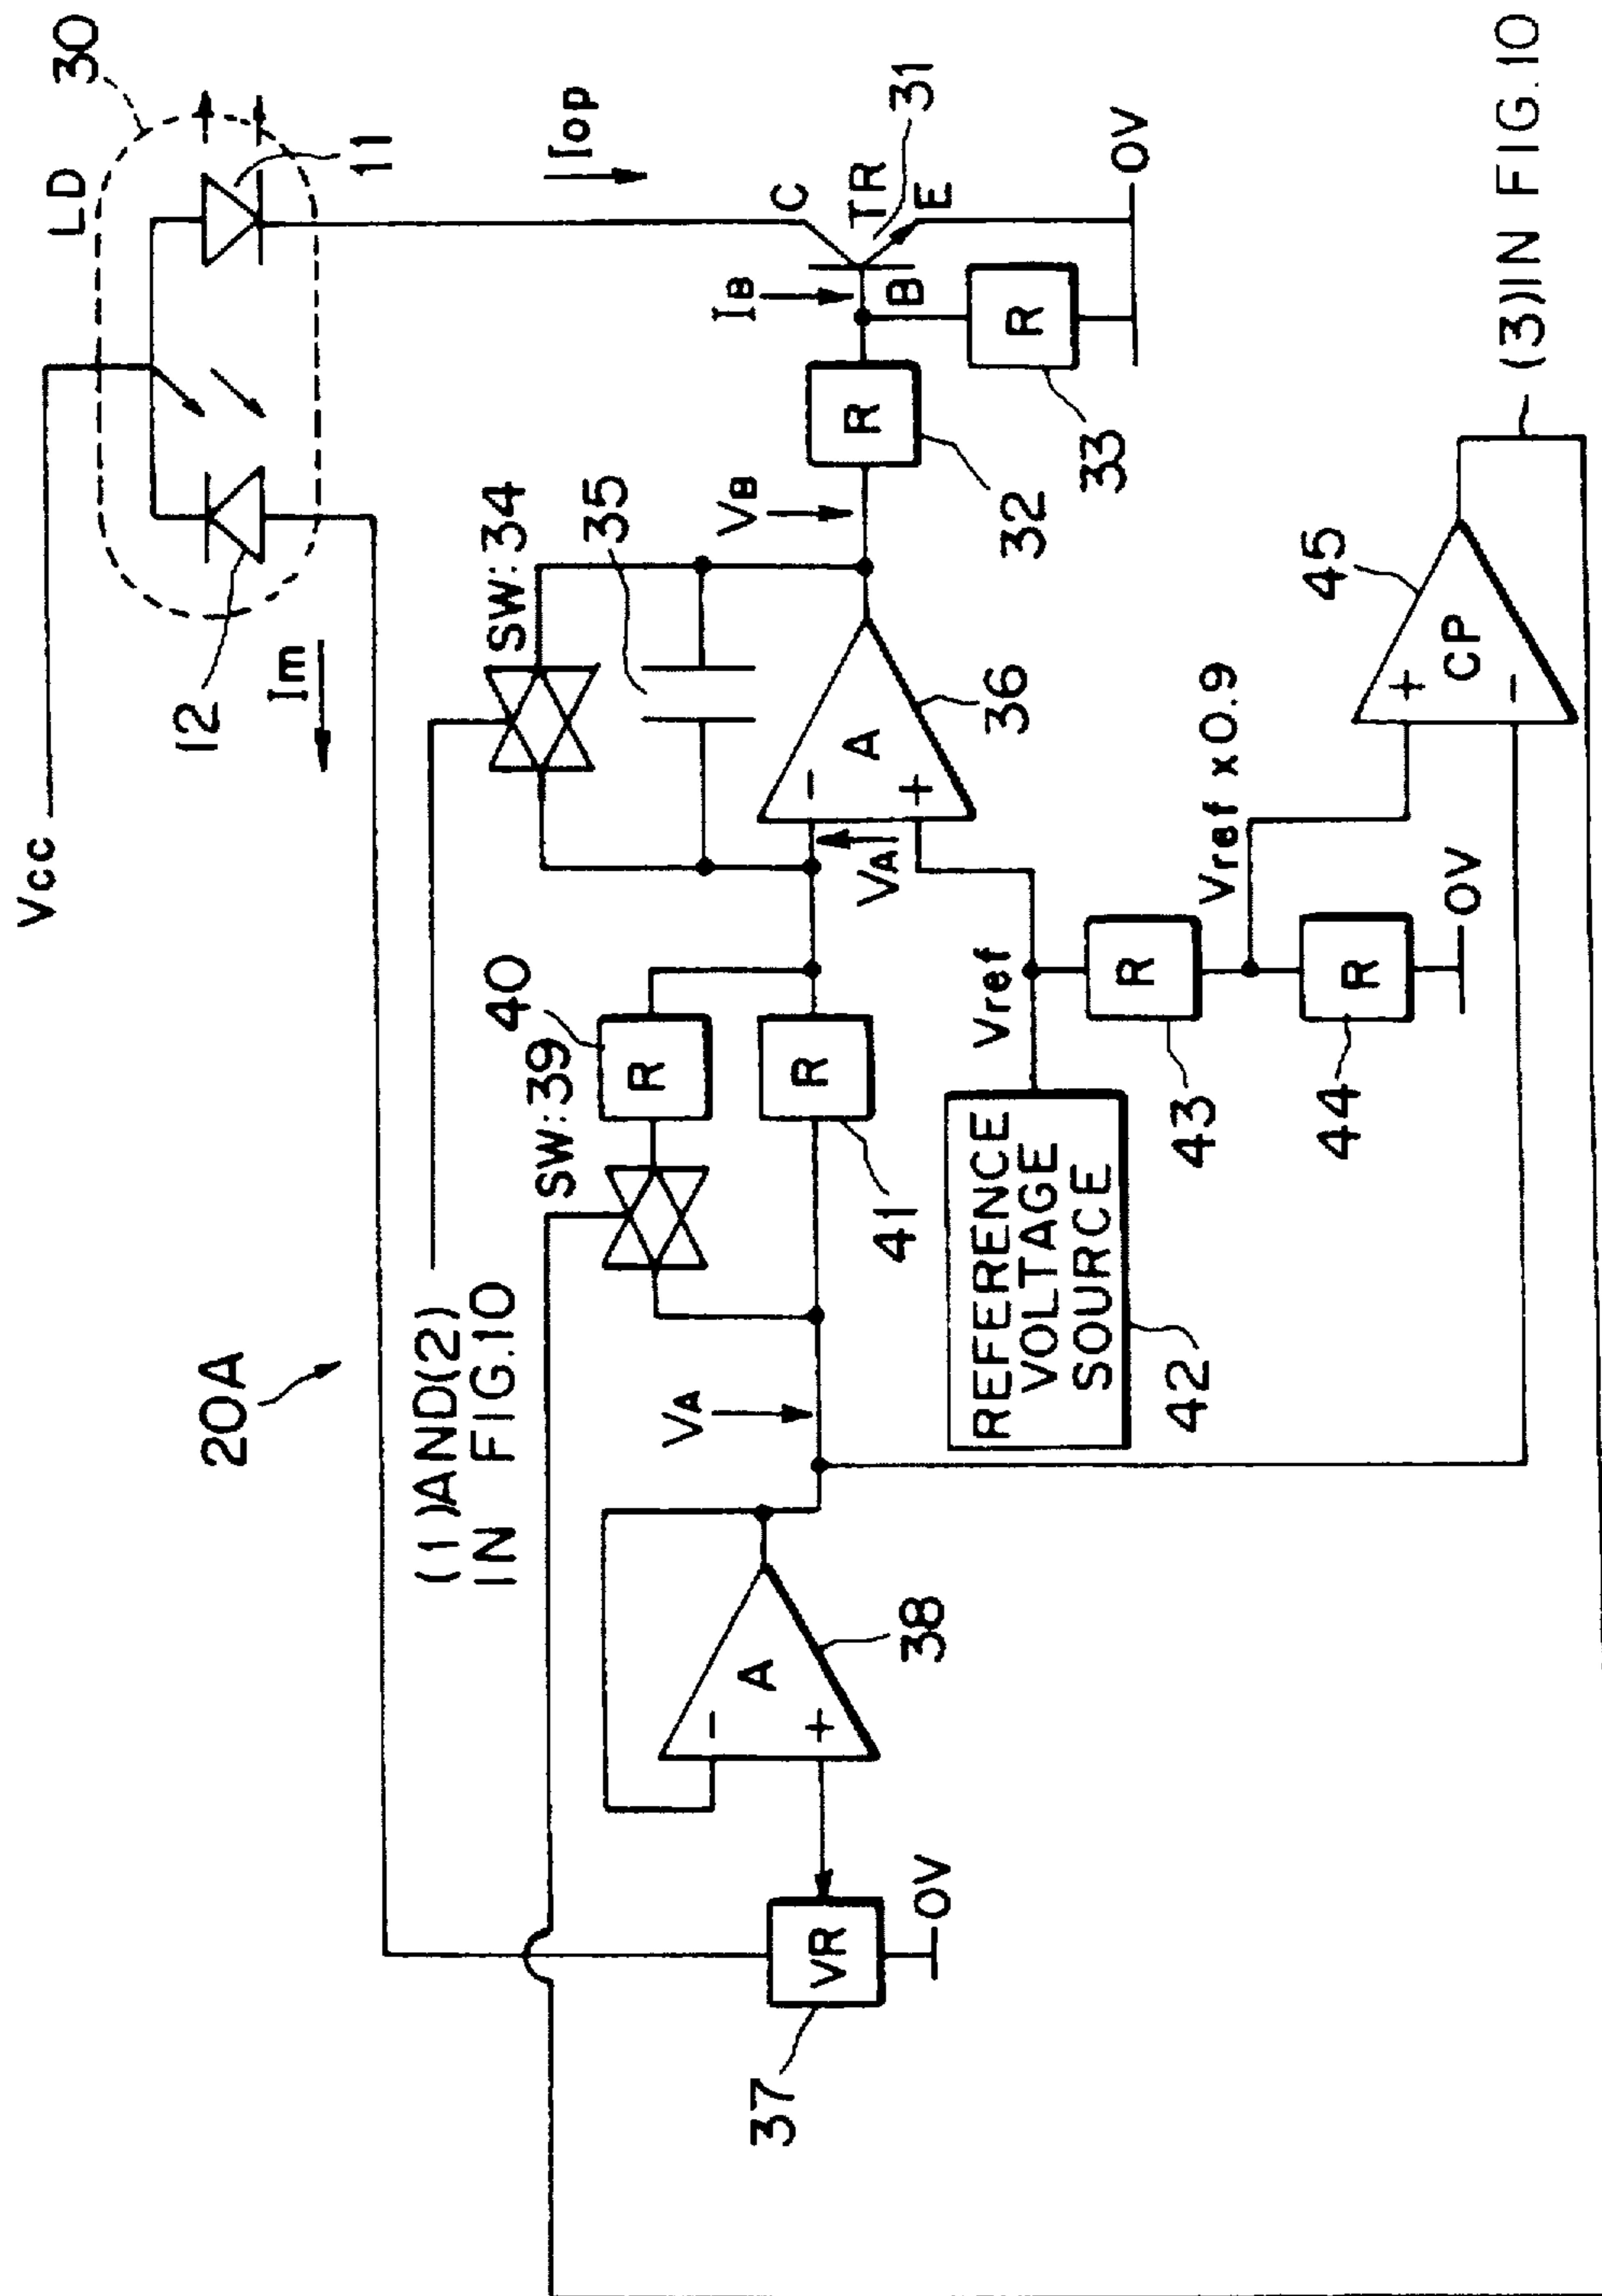 20A
Vcc
LD
30
11
12
Im
Iop
(1)AND(2)
IN FIG.10
SW:34
35
SW:39
40
R
R
41
VA
VA
A
-
+
36
VB
R
32
IB
B
C
TR
E
31
R
33
0V
VR
37
0V
A
-
+
38
REFERENCE
VOLTAGE
SOURCE
42
Vref
R
43
Vref x0.9
R
44
0V
CP
+
-
45
(3)IN FIG.10